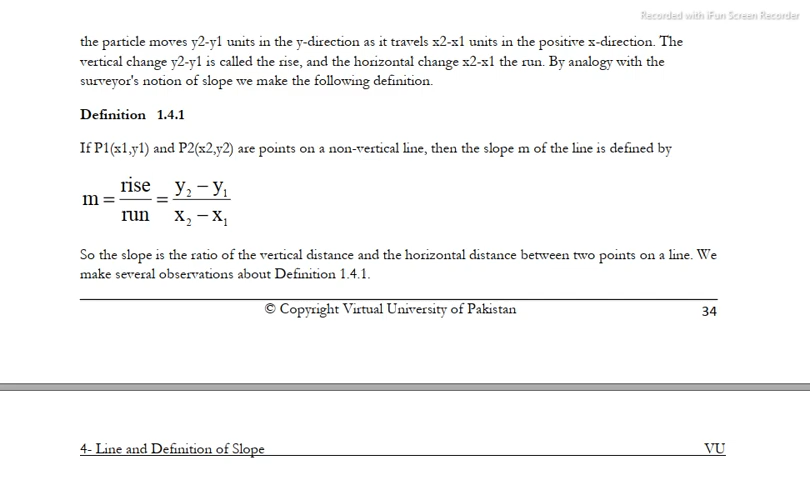 Recorded with iFun Screen Recorder
the particle moves y2-y1 units in the y-direction as it travels x2-x1 units in the positive x-direction. The
vertical change y2-y1 is called the rise, and the horizontal change x2-x1 the run. By analogy with the
surveyor's notion of slope we make the following definition.
Definition 1.4.1
If P1(x1,y1) and P2(x2,y2) are points on a non-vertical line, then the slope m of the line is defined by
m = rise/run = (y₂ − y₁)/(x₂ − x₁)
So the slope is the ratio of the vertical distance and the horizontal distance between two points on a line. We
make several observations about Definition 1.4.1.
© Copyright Virtual University of Pakistan 34
4- Line and Definition of Slope VU